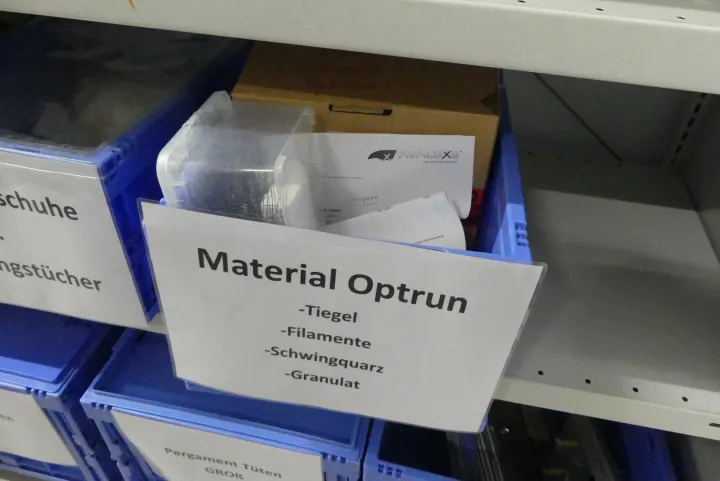 schuhe
ngstücher
Material Optrun
-Tiegel
-Filamente
-Schwingquarz
-Granulat
Pergament Tüten
GROß